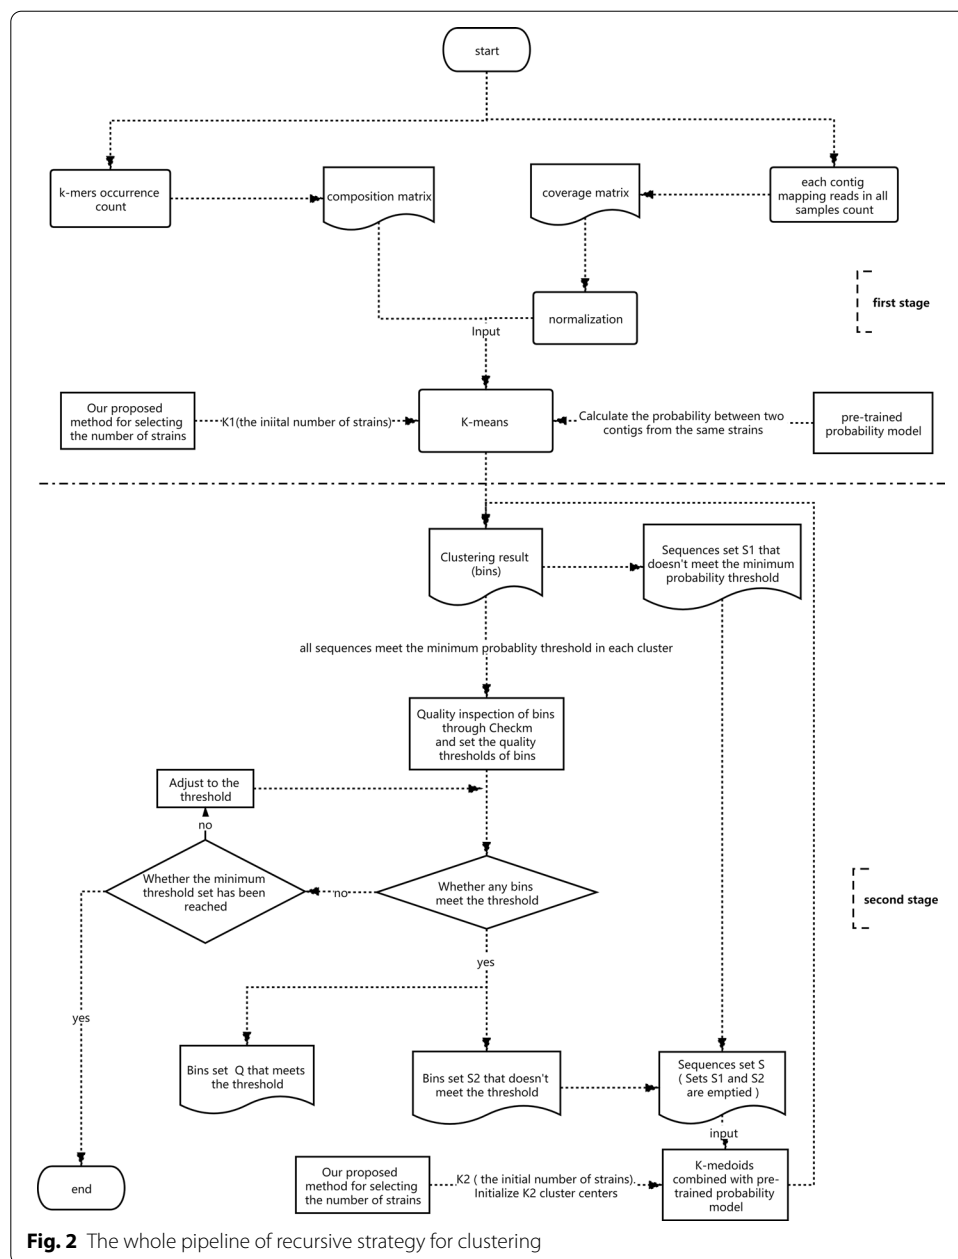 start
k-mers occurrence
count
composition matrix
coverage matrix
each contig
mapping reads in all
samples count
first stage
normalization
Input
Our proposed
method for selecting
the number of strains
K1(the iniital number of strains)
K-means
Calculate the probability between two
contigs from the same strains
pre-trained
probability model
Clustering result
(bins)
Sequences set S1 that
doesn't meet the minimum
probability threshold
all sequences meet the minimum probablity threshold in each cluster
Quality inspection of bins
through Checkm
and set the quality
thresholds of bins
Adjust to the
threshold
no
Whether the minimum
threshold set has been
reached
no
Whether any bins
meet the threshold
second stage
yes
yes
Bins set Q that meets
the threshold
Bins set S2 that doesn't
meet the threshold
Sequences set S
( Sets S1 and S2
are emptied )
input
end
Our proposed
method for selecting
the number of strains
K2 ( the initial number of strains).
Initialize K2 cluster centers
K-medoids
combined with pre-
trained probability
model
Fig. 2 The whole pipeline of recursive strategy for clustering